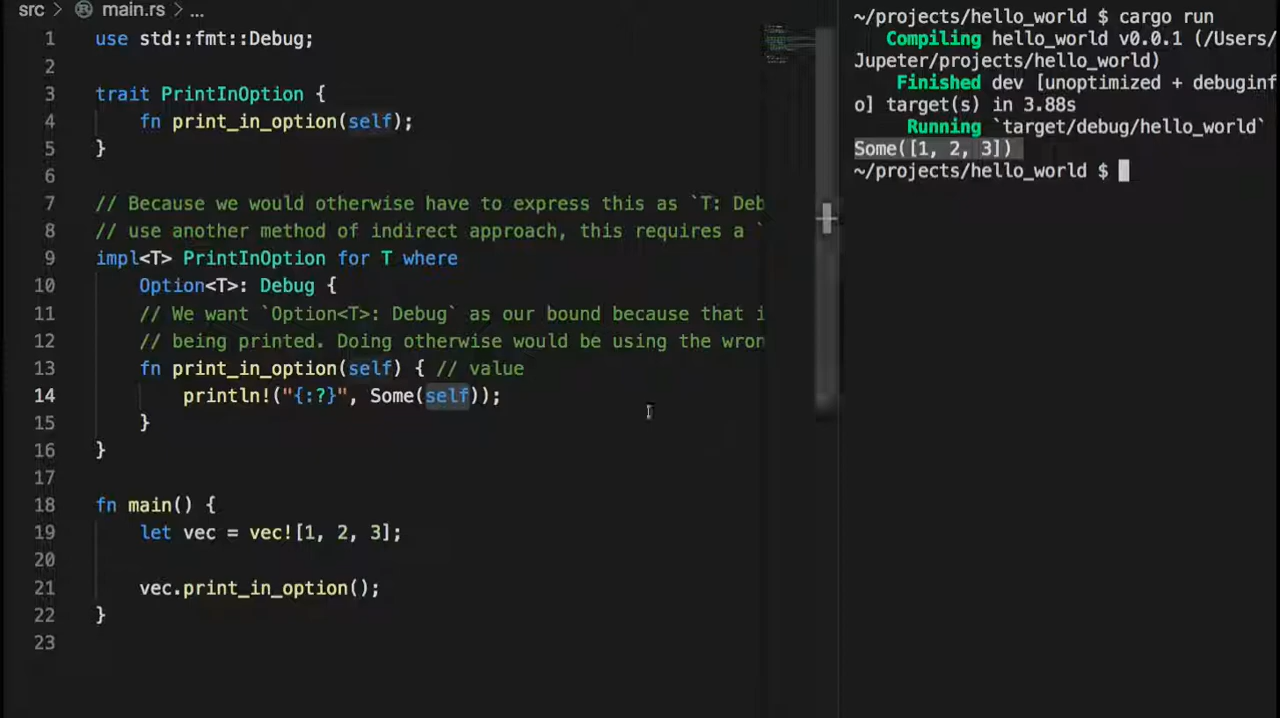 src > main.rs > ...
1 use std::fmt::Debug;
2
3 trait PrintInOption {
4 fn print_in_option(self);
5 }
6
7 // Because we would otherwise have to express this as `T: Deb
8 // use another method of indirect approach, this requires a `
9 impl<T> PrintInOption for T where
10 Option<T>: Debug {
11 // We want `Option<T>: Debug` as our bound because that i
12 // being printed. Doing otherwise would be using the wron
13 fn print_in_option(self) { // value
14 println!("{:?}", Some(self));
15 }
16 }
17
18 fn main() {
19 let vec = vec![1, 2, 3];
20
21 vec.print_in_option();
22 }
23
~/projects/hello_world $ cargo run
Compiling hello_world v0.0.1 (/Users/
Jupeter/projects/hello_world)
Finished dev [unoptimized + debuginf
o] target(s) in 3.88s
Running `target/debug/hello_world`
Some([1, 2, 3])
~/projects/hello_world $